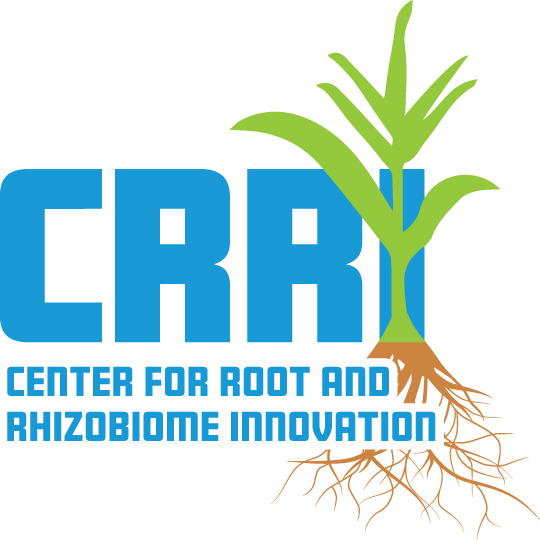 CRRI
CENTER FOR ROOT AND
RHIZOBIOME INNOVATION